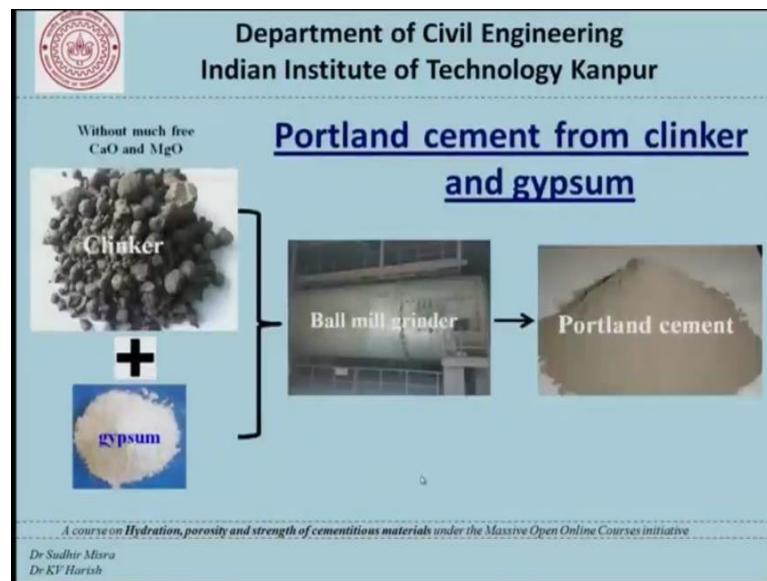 Department of Civil Engineering
Indian Institute of Technology Kanpur
Without much free
CaO and MgO
Portland cement from clinker
and gypsum
Clinker
gypsum
Ball mill grinder
Portland cement
A course on Hydration, porosity and strength of cementitious materials under the Massive Open Online Courses initiative
Dr Sudhir Misra
Dr KV Harish